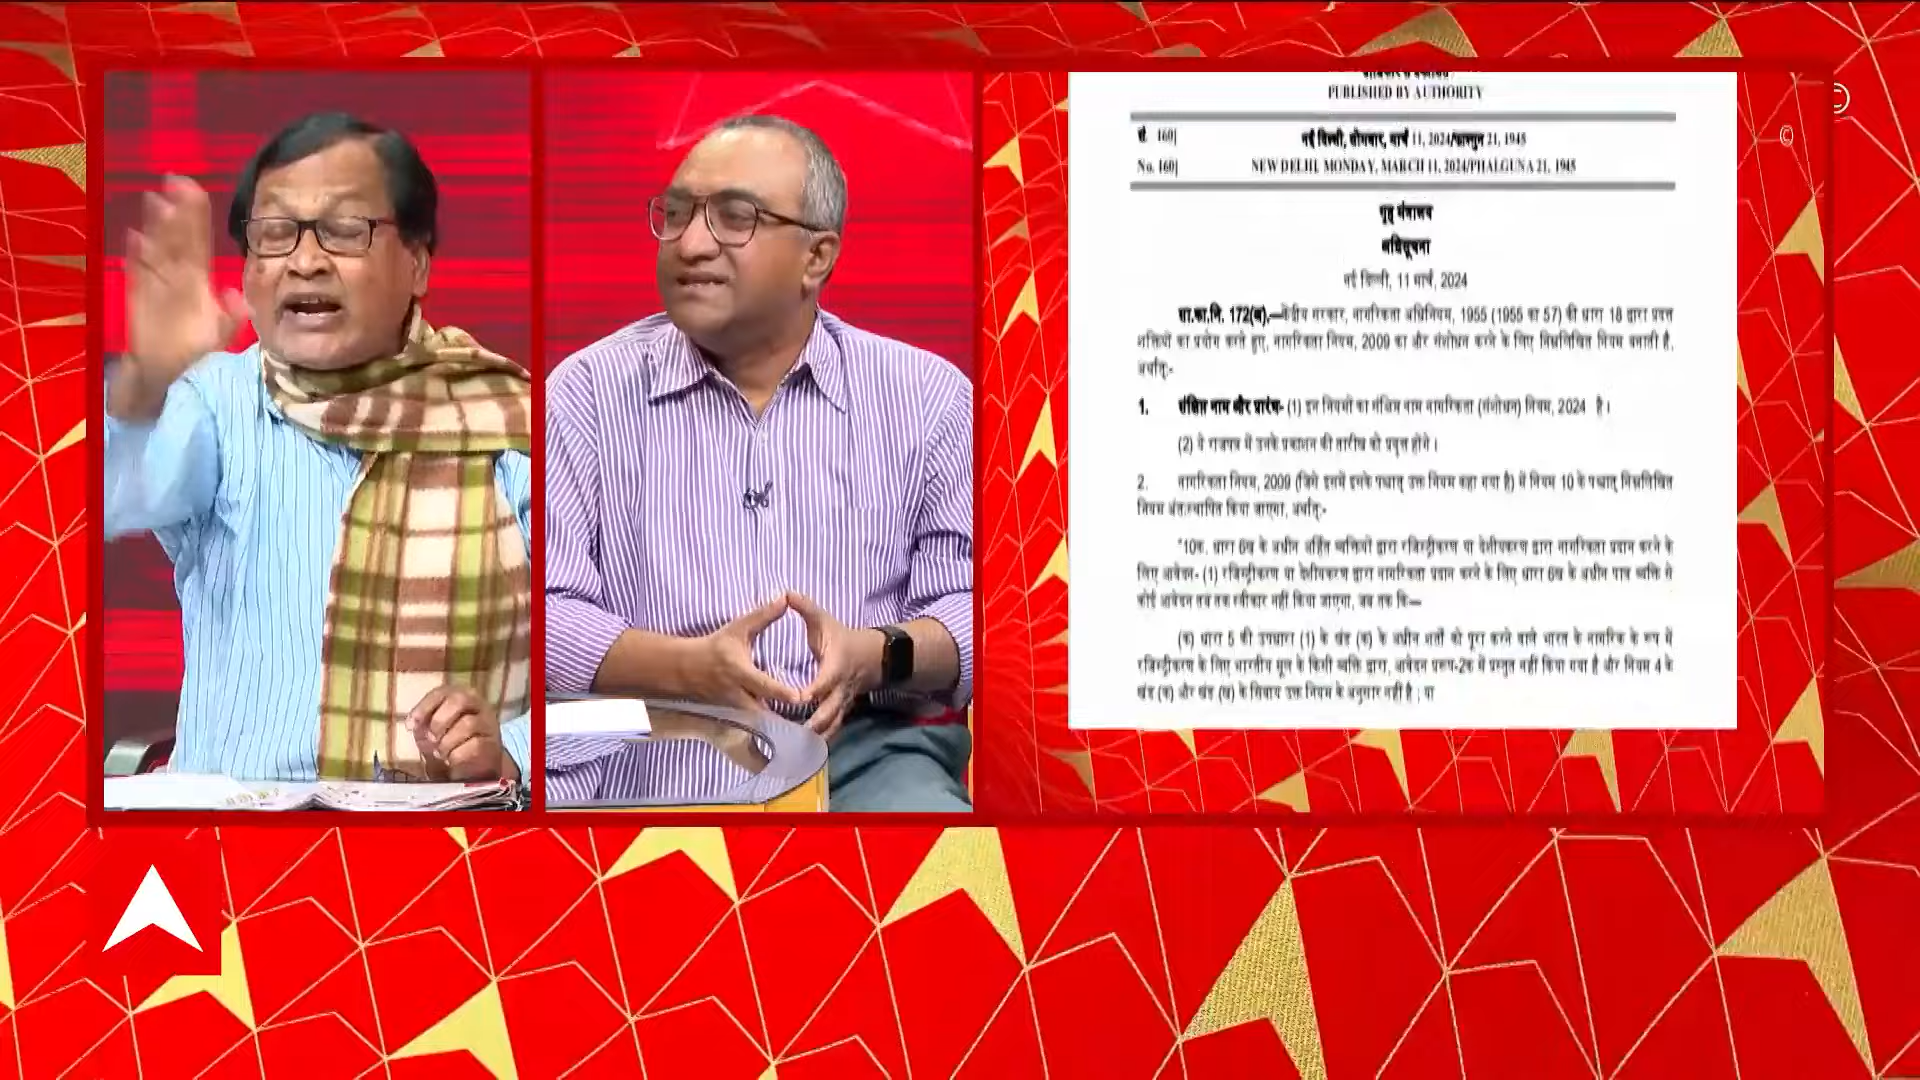 प्राधिकार से प्रकाशित
PUBLISHED BY AUTHORITY
सं. 160]
नई दिल्ली, सोमवार, मार्च 11, 2024/फाल्गुन 21, 1945
No. 160]
NEW DELHI, MONDAY, MARCH 11, 2024/PHALGUNA 21, 1945
गृह मंत्रालय
अधिसूचना
नई दिल्ली, 11 मार्च, 2024
सा.का.नि. 172(अ).—केंद्रीय सरकार, नागरिकता अधिनियम, 1955 (1955 का 57) की धारा 18 द्वारा प्रदत्त
शक्तियों का प्रयोग करते हुए, नागरिकता नियम, 2009 का और संशोधन करने के लिए निम्नलिखित नियम बनाती है,
अर्थात्:-
1. संक्षिप्त नाम और प्रारंभ- (1) इन नियमों का संक्षिप्त नाम नागरिकता (संशोधन) नियम, 2024 है।
(2) ये राजपत्र में उनके प्रकाशन की तारीख को प्रवृत्त होंगे।
2. नागरिकता नियम, 2009 (जिसे इसमें इसके पश्चात् उक्त नियम कहा गया है) में नियम 10 के पश्चात् निम्नलिखित
नियम अंत:स्थापित किया जाएगा, अर्थात्:-
"10क. धारा 6ख के अधीन अर्हित व्यक्तियों द्वारा रजिस्ट्रीकरण या देशीयकरण द्वारा नागरिकता प्रदान करने के
लिए आवेदन- (1) रजिस्ट्रीकरण या देशीयकरण द्वारा नागरिकता प्रदान करने के लिए धारा 6ख के अधीन पात्र व्यक्ति से
कोई आवेदन तब तक स्वीकार नहीं किया जाएगा, जब तक कि—
(क) धारा 5 की उपधारा (1) के खंड (क) के अधीन शर्तों को पूरा करने वाले भारत के नागरिक के रूप में
रजिस्ट्रीकरण के लिए भारतीय मूल के किसी व्यक्ति द्वारा, आवेदन प्ररूप-2क में प्रस्तुत नहीं किया गया है और नियम 4 के
खंड (क) और खंड (ख) के सिवाय उक्त नियम के अनुसार नहीं है ; या
©
©